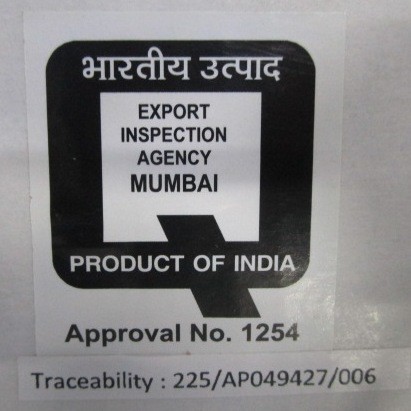 भारतीय उत्पाद
EXPORT
INSPECTION
AGENCY
MUMBAI
PRODUCT OF INDIA
Approval No. 1254
Traceability : 225/AP049427/006